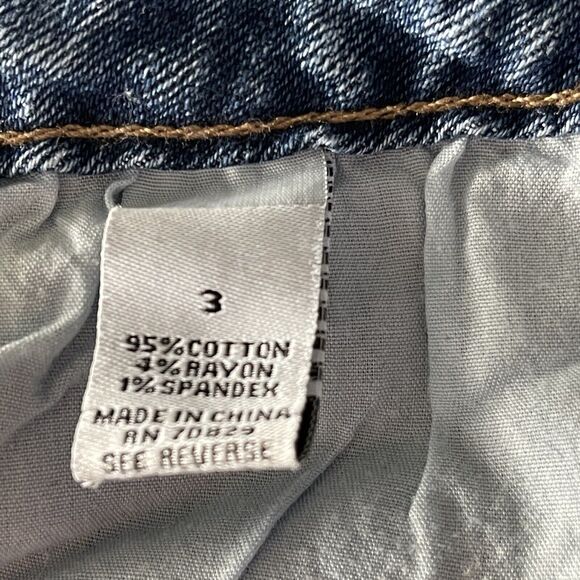 3
95%COTTON
4%RAYON
1%SPANDEX
MADE IN CHINA
RN 70829
SEE REVERSE